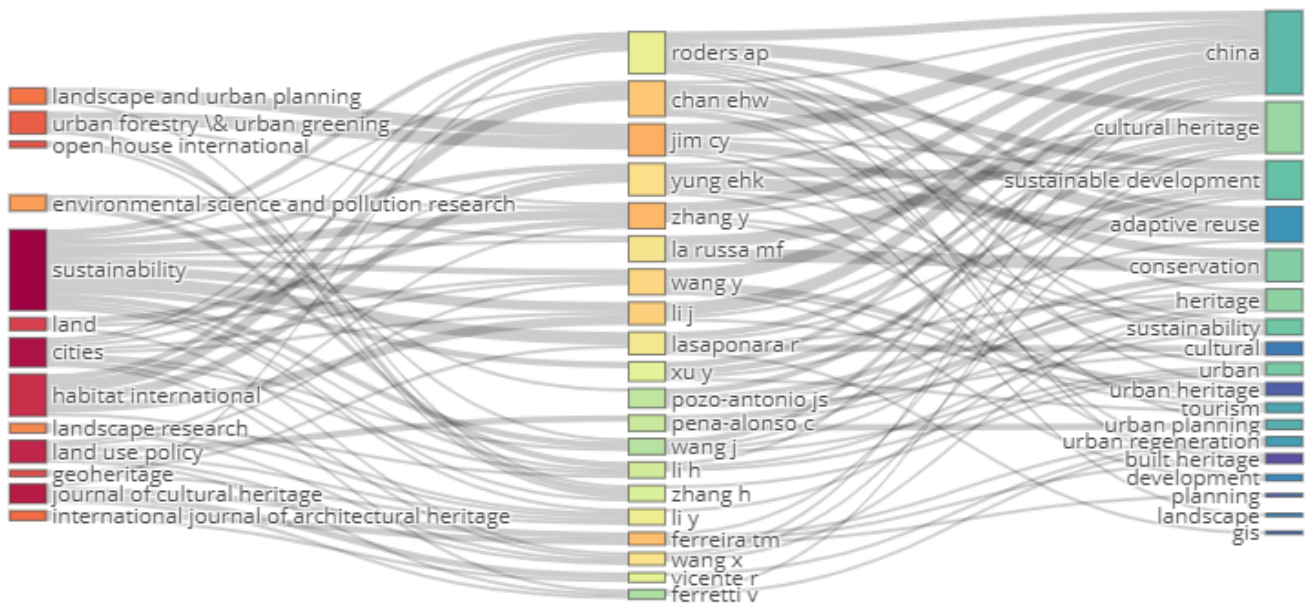 landscape and urban planning
urban forestry \& urban greening
open house international
environmental science and pollution research
sustainability
land
cities
habitat international
landscape research
land use policy
geoheritage
journal of cultural heritage
international journal of architectural heritage
roders ap
chan ehw
jim cy
yung ehk
zhang y
la russa mf
wang y
li j
lasaponara r
xu y
pozo-antonio js
pena-alonso c
wang j
li h
zhang h
li y
ferreira tm
wang x
vicente r
ferretti v
china
cultural heritage
sustainable development
adaptive reuse
conservation
heritage
sustainability
cultural
urban
urban heritage
tourism
urban planning
urban regeneration
built heritage
development
planning
landscape
gis